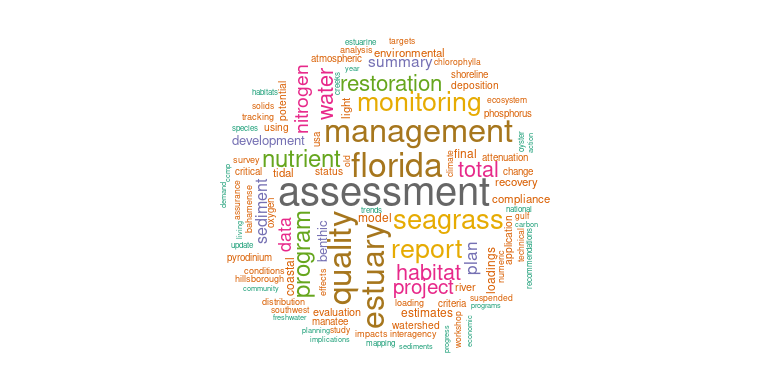 estuarine
targets
analysis
environmental
atmospheric
summary
chlorophylla
year
shoreline
restoration
deposition
creeks
habitats
potential
nitrogen
water
light
monitoring
ecosystem
solids
tracking
phosphorus
species
using
usa
management
development
oyster
action
nutrient
old
florida
climate
final
attenuation
survey
critical
tidal
status
total
change
recovery
comp
demand
assessment
compliance
assurance
bahamense
oxygen
sediment
trends
model
seagrass
national
gulf
carbon
living
data
program
benthic
quality
estuary
report
plan
application
technical
recommendations
update
pyrodinium
conditions
hillsborough
community
coastal
effects
habitat
project
river
loadings
numeric
distribution
southwest
freshwater
loading
criteria
suspended
programs
evaluation
manatee
estimates
watershed
planning
study
implications
impacts
interagency
mapping
sediments
progress
workshop
economic